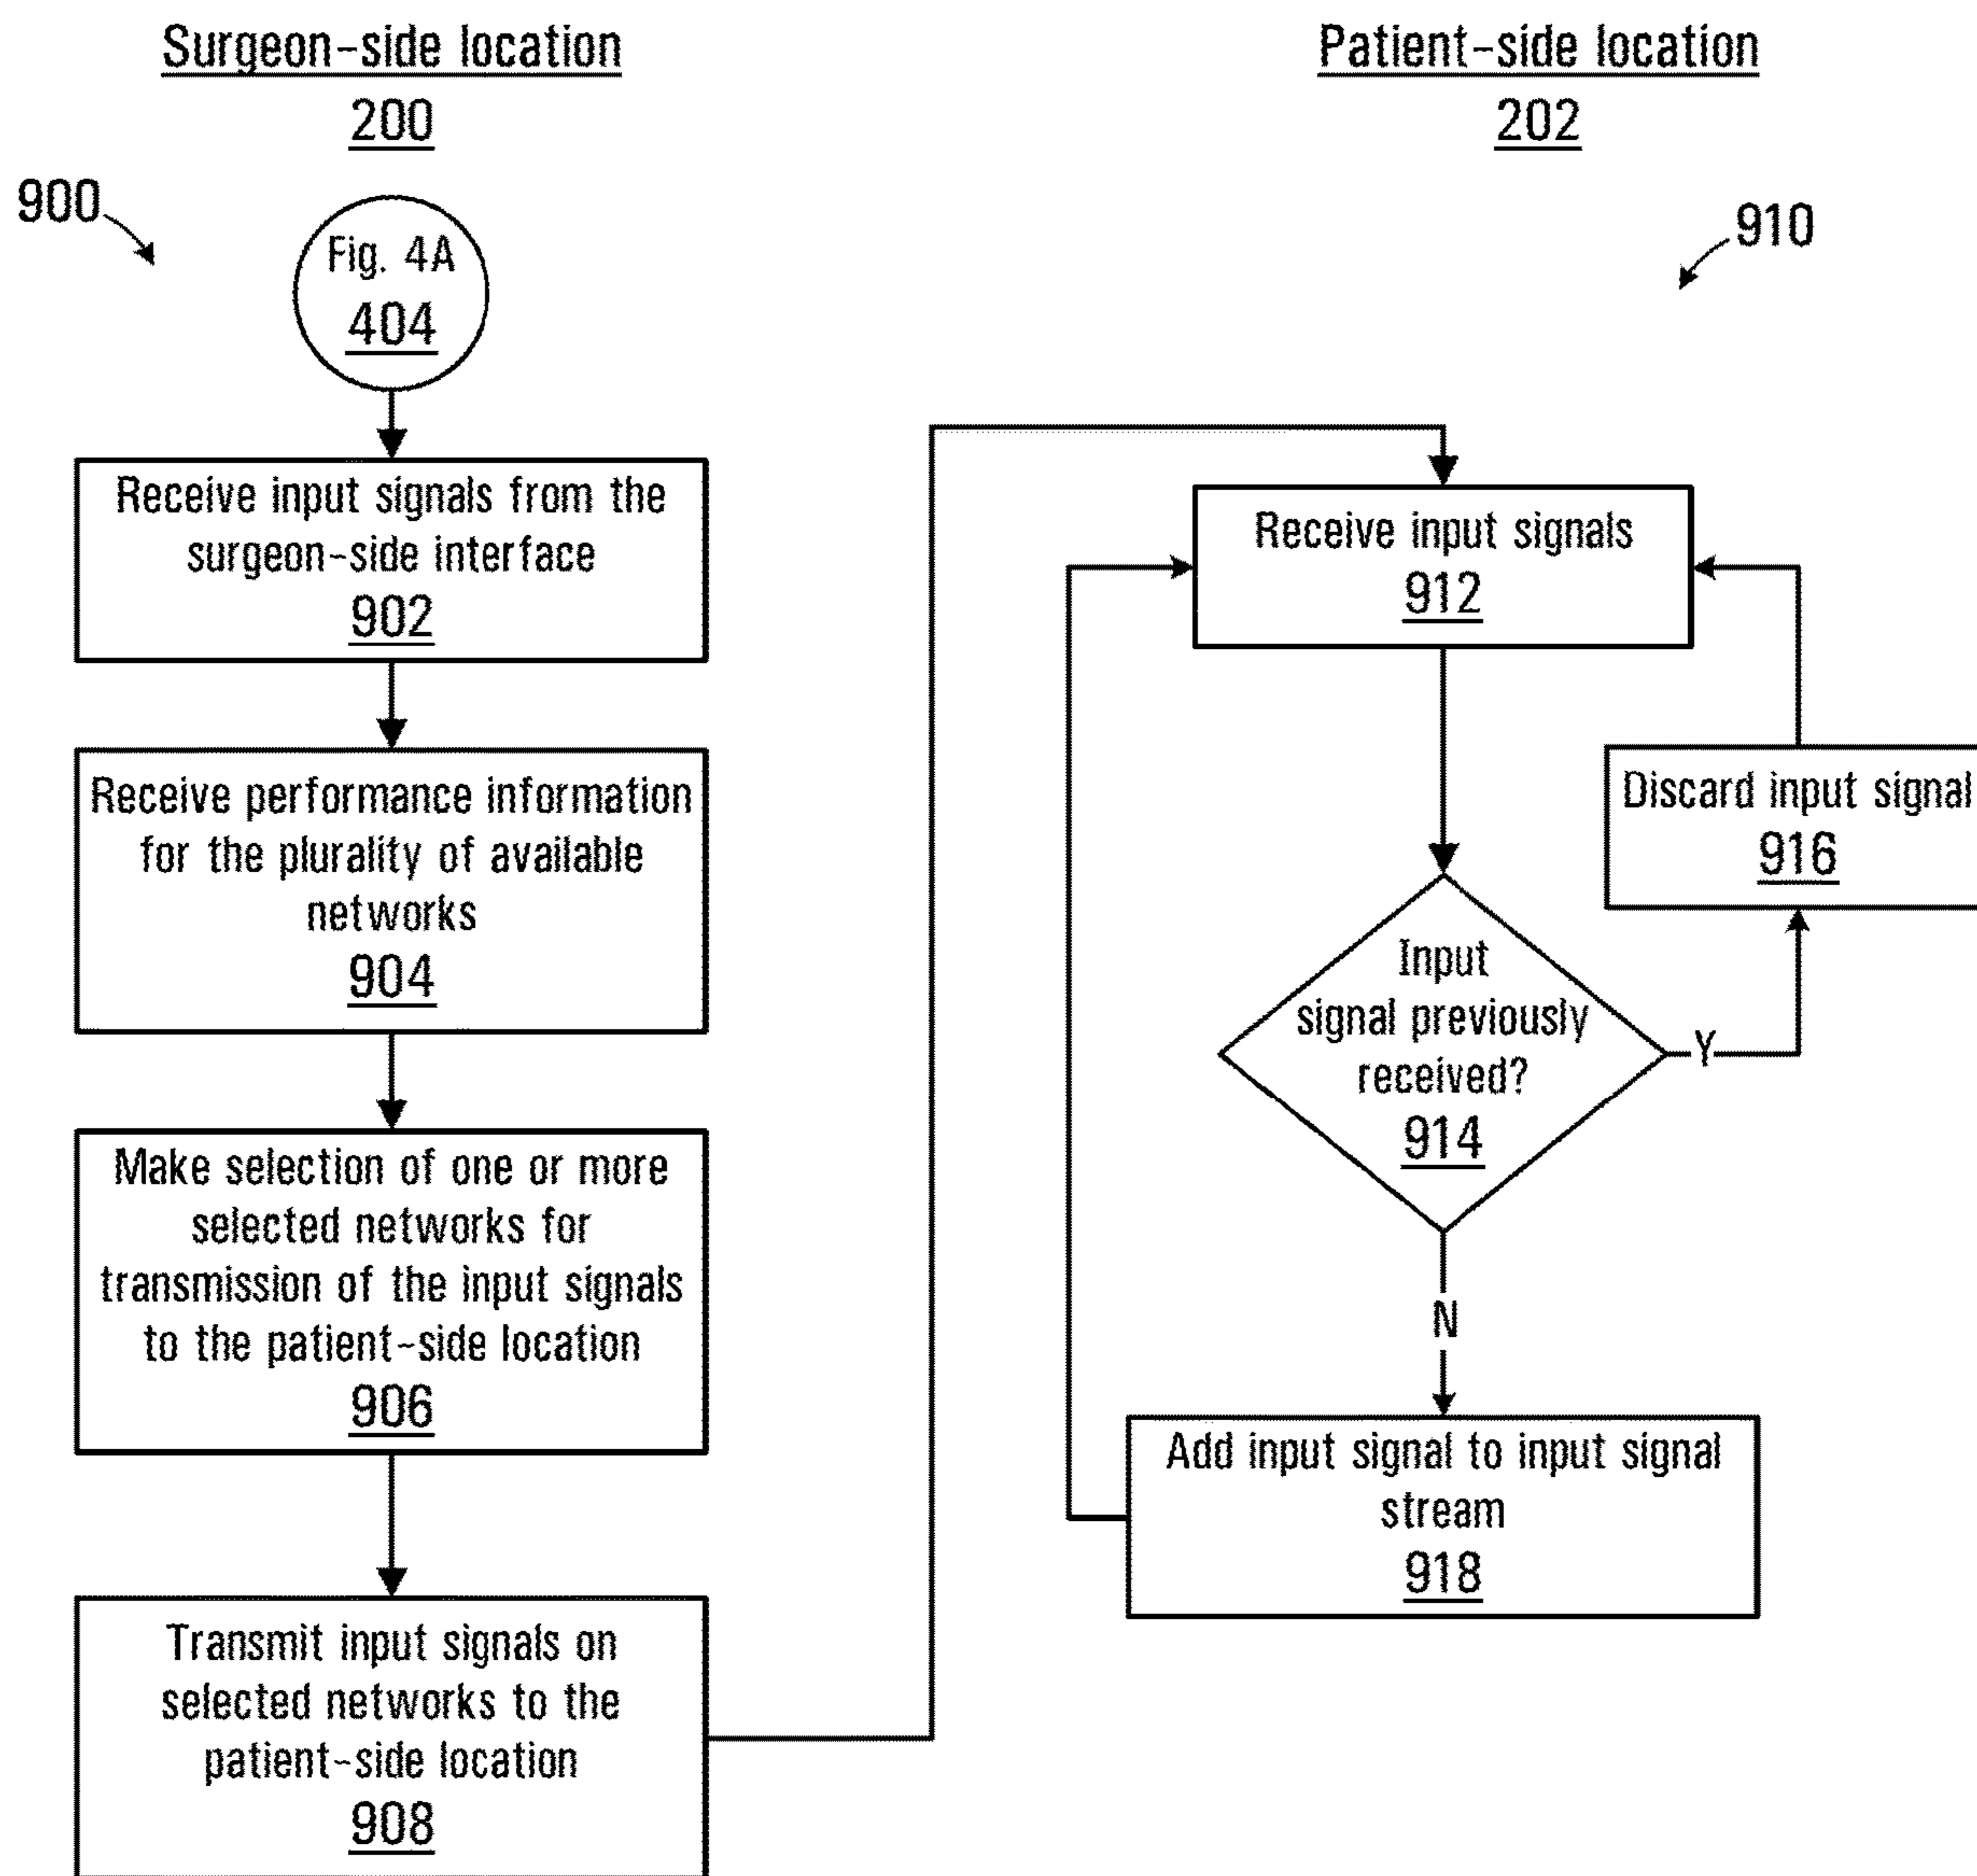 Surgeon-side location
200
900
Fig. 4A
404
Receive input signals from the
surgeon-side interface
902
Receive performance information
for the plurality of available
networks
904
Make selection of one or more
selected networks for
transmission of the input signals
to the patient-side location
906
Transmit input signals on
selected networks to the
patient-side location
908
Patient-side location
202
910
Receive input signals
912
Discard input signal
916
Input
signal previously
received?
914
Y
N
Add input signal to input signal
stream
918